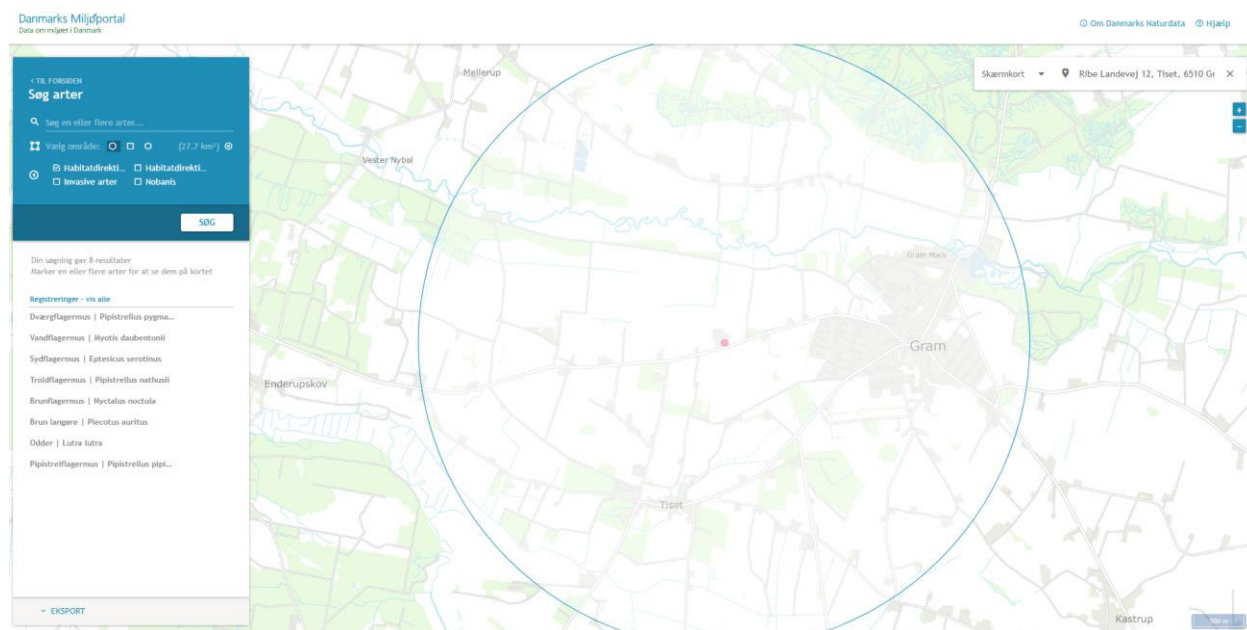 Danmarks Miljøportal
Data om miljøet i Danmark
Om Danmarks Naturdata Hjælp
< TIL FORSIDEN
Søg arter
Søg en eller flere arter...
Vælg område: (27.7 km²)
Habitatdirekti... Habitatdirekti...
Invasive arter Nobanis
SØG
Din søgning gav 8 resultater
Marker en eller flere arter for at se dem på kortet
Registreringer - vis alle
Dværgflagermus | Pipistrellus pygma...
Vandflagermus | Myotis daubentonii
Sydflagermus | Eptesicus serotinus
Troldflagermus | Pipistrellus nathusii
Brunflagermus | Nyctalus noctula
Brun langøre | Plecotus auritus
Odder | Lutra lutra
Pipistrelflagermus | Pipistrellus pipi...
EKSPORT
Skærmkort Ribe Landevej 12, Tiset, 6510 Gr
Mellerup
Vester Nybøl
Gram
Enderupskov
Tiset
Kastrup